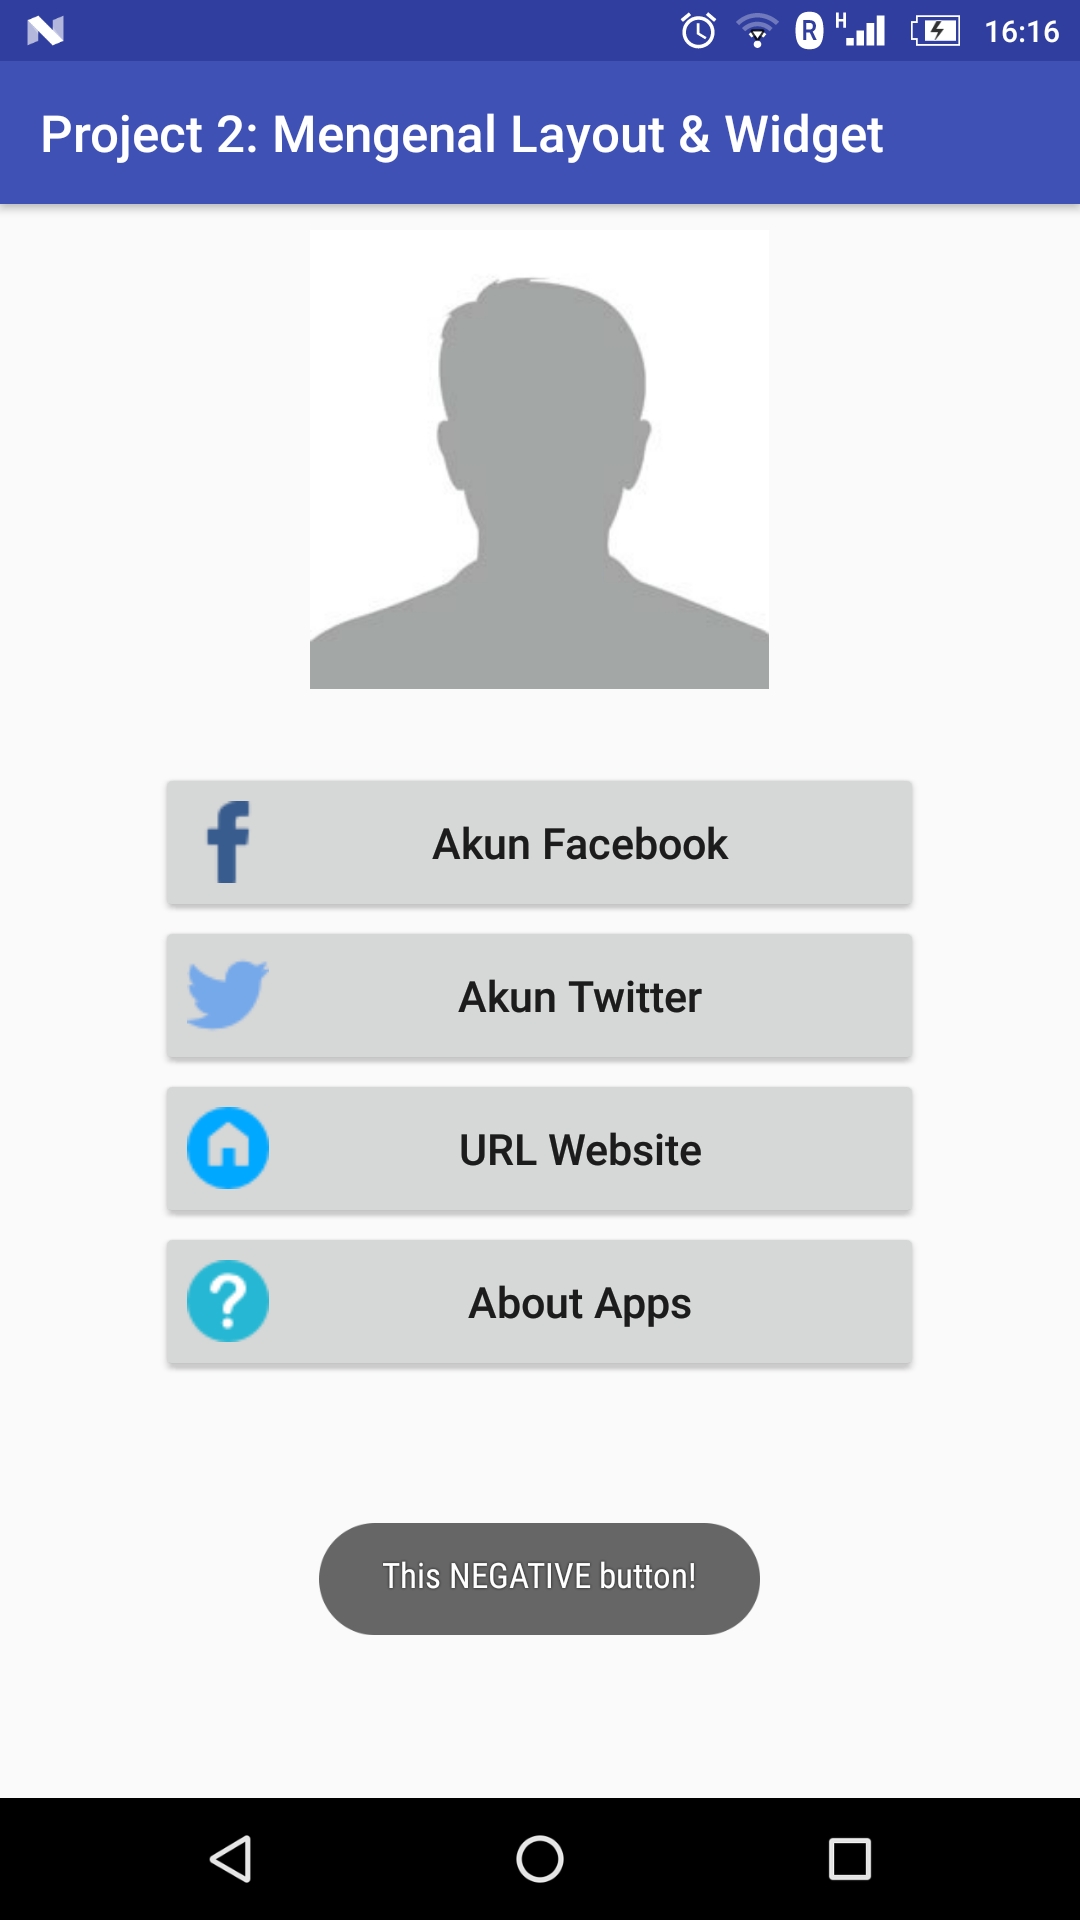 R H 16:16
Project 2: Mengenal Layout & Widget
Akun Facebook
Akun Twitter
URL Website
About Apps
This NEGATIVE button!